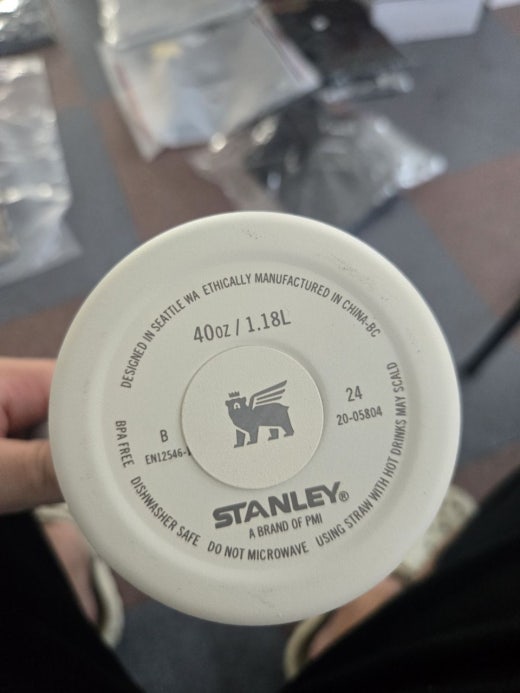 DESIGNED IN SEATTLE WA ETHICALLY MANUFACTURED IN CHINA-BC
40oz / 1.18L
24
20-05804
B
EN12546-
STANLEY®
A BRAND OF PMI
BPA FREE DISHWASHER SAFE DO NOT MICROWAVE USING STRAW WITH HOT DRINKS MAY SCALD